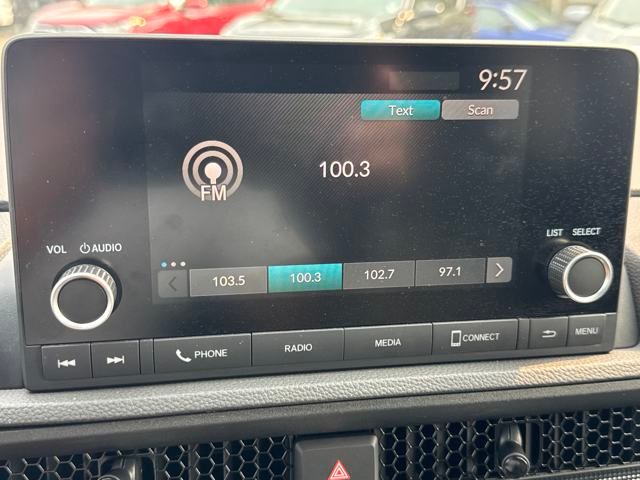 9:57
Text Scan
FM 100.3
VOL AUDIO LIST SELECT
103.5 100.3 102.7 97.1
PHONE RADIO MEDIA CONNECT MENU